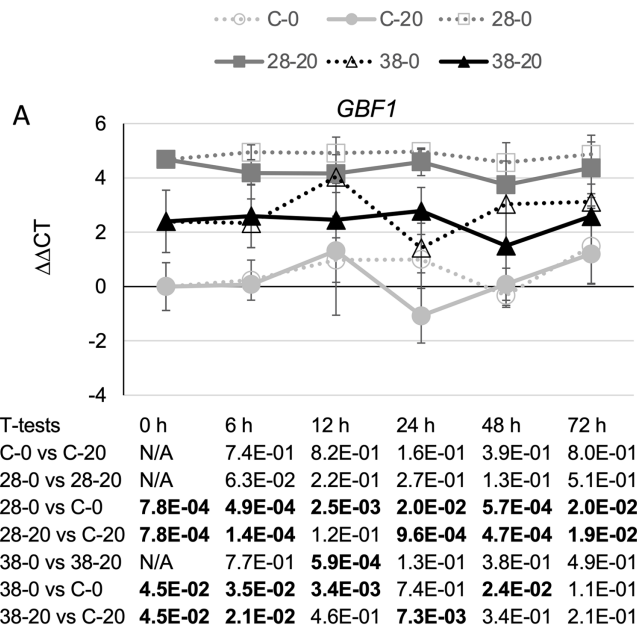 C-0 C-20 28-0
28-20 38-0 38-20
A
GBF1
6
4
2
0
-2
-4
ΔΔCT
T-tests 0 h 6 h 12 h 24 h 48 h 72 h
C-0 vs C-20 N/A 7.4E-01 8.2E-01 1.6E-01 3.9E-01 8.0E-01
28-0 vs 28-20 N/A 6.3E-02 2.2E-01 2.7E-01 1.3E-01 5.1E-01
28-0 vs C-0 7.8E-04 4.9E-04 2.5E-03 2.0E-02 5.7E-04 2.0E-02
28-20 vs C-20 7.8E-04 1.4E-04 1.2E-01 9.6E-04 4.7E-04 1.9E-02
38-0 vs 38-20 N/A 7.7E-01 5.9E-04 1.3E-01 3.8E-01 4.9E-01
38-0 vs C-0 4.5E-02 3.5E-02 3.4E-03 7.4E-01 2.4E-02 1.1E-01
38-20 vs C-20 4.5E-02 2.1E-02 4.6E-01 7.3E-03 3.4E-01 2.1E-01